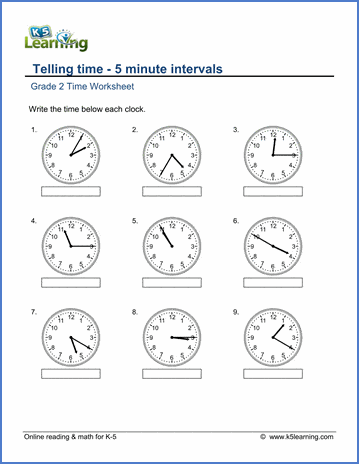 K5
Learning
Telling time - 5 minute intervals
Grade 2 Time Worksheet
Write the time below each clock.
1. 2. 3.
12 1 2 3 4 5 6 7 8 9 10 11
12 1 2 3 4 5 6 7 8 9 10 11
12 1 2 3 4 5 6 7 8 9 10 11
4. 5. 6.
12 1 2 3 4 5 6 7 8 9 10 11
12 1 2 3 4 5 6 7 8 9 10 11
12 1 2 3 4 5 6 7 8 9 10 11
7. 8. 9.
12 1 2 3 4 5 6 7 8 9 10 11
12 1 2 3 4 5 6 7 8 9 10 11
12 1 2 3 4 5 6 7 8 9 10 11
Online reading & math for K-5 © www.k5learning.com